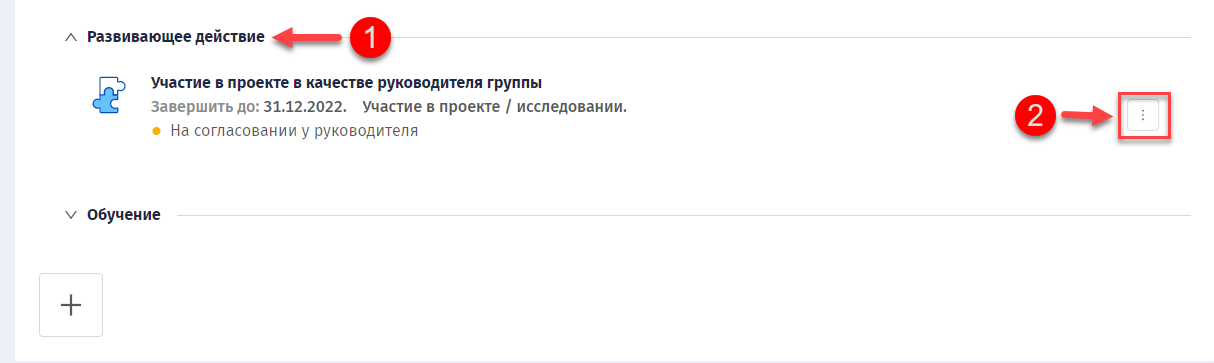 Развивающее действие
1
Участие в проекте в качестве руководителя группы
Завершить до: 31.12.2022. Участие в проекте / исследовании.
2
На согласовании у руководителя
Обучение